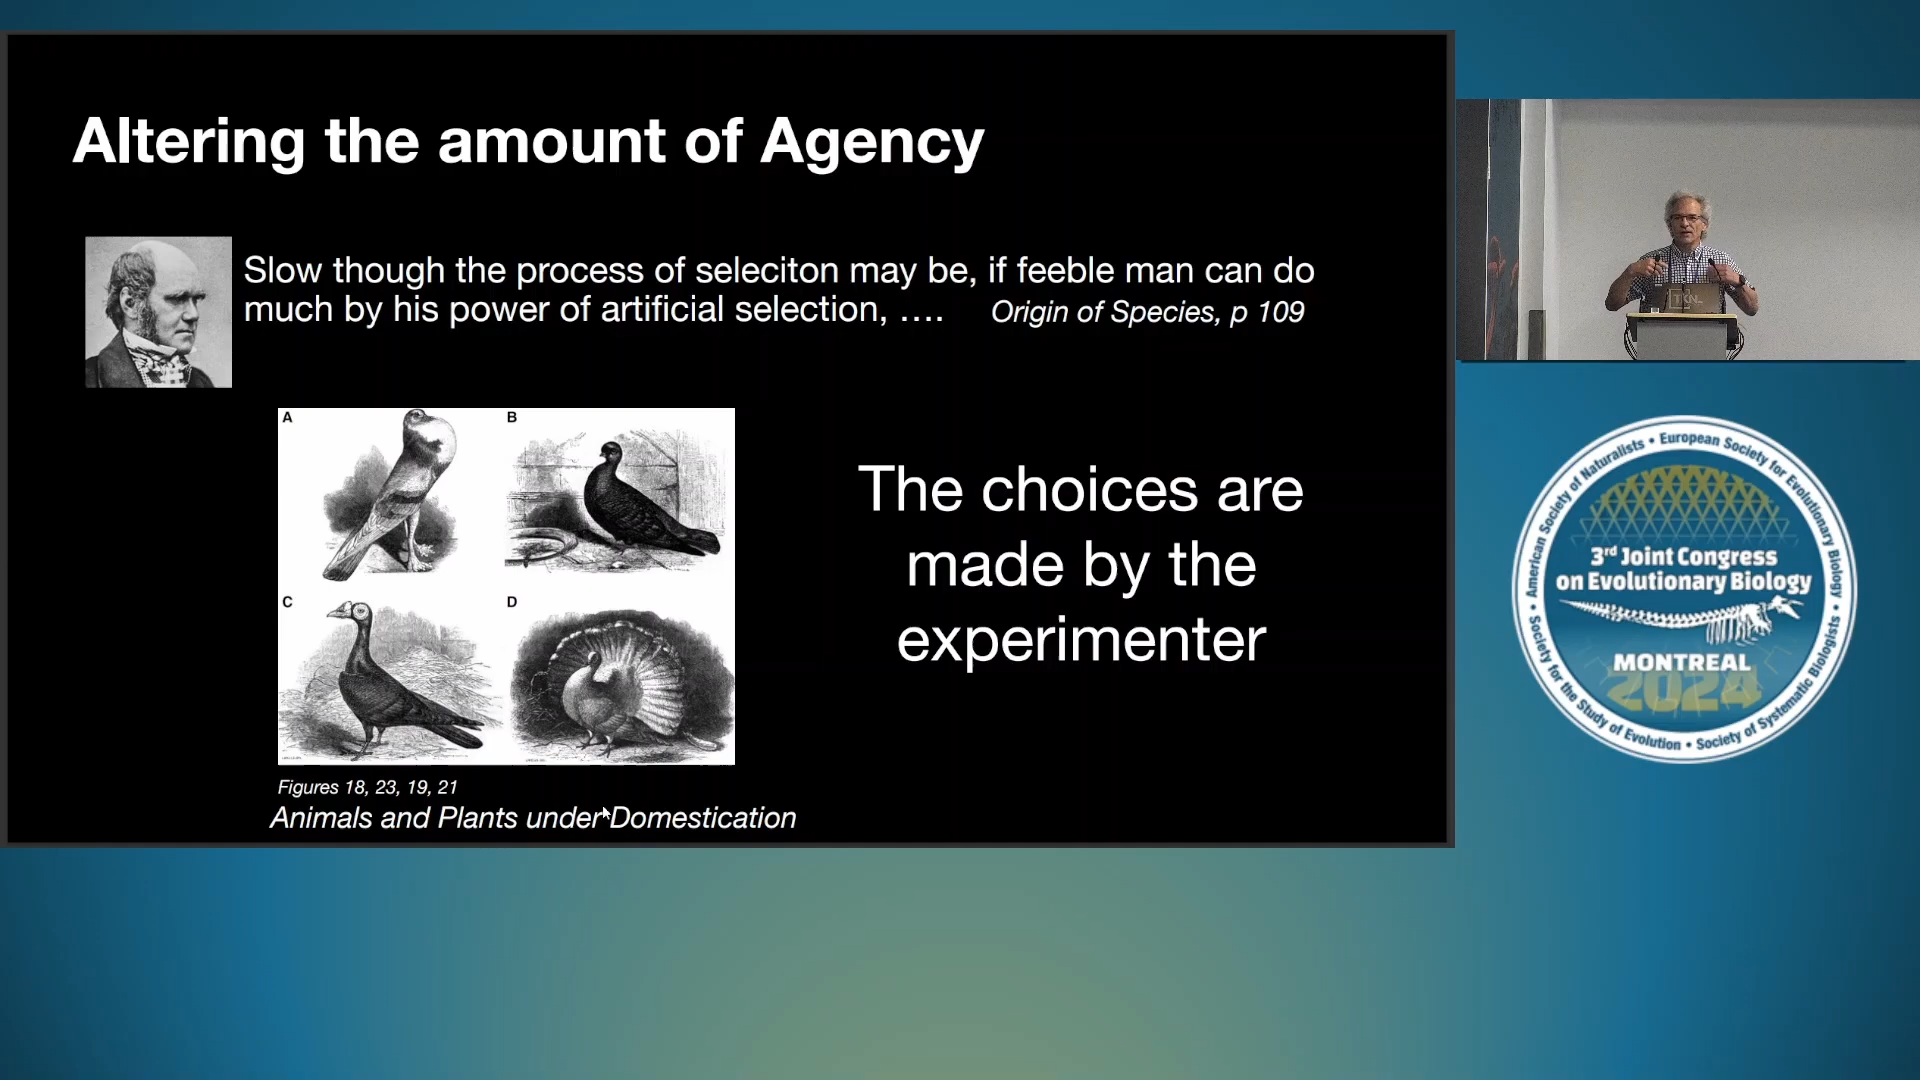 Altering the amount of Agency
Slow though the process of seleciton may be, if feeble man can do
much by his power of artificial selection, ....
Origin of Species, p 109
A
B
C
D
The choices are
made by the
experimenter
Figures 18, 23, 19, 21
Animals and Plants under Domestication
TKN_
American Society of Naturalists • European Society for Evolutionary Biology •
Society of Systematic Biologists • Society for the Study of Evolution •
3rd Joint Congress
on Evolutionary Biology
MONTREAL
2024